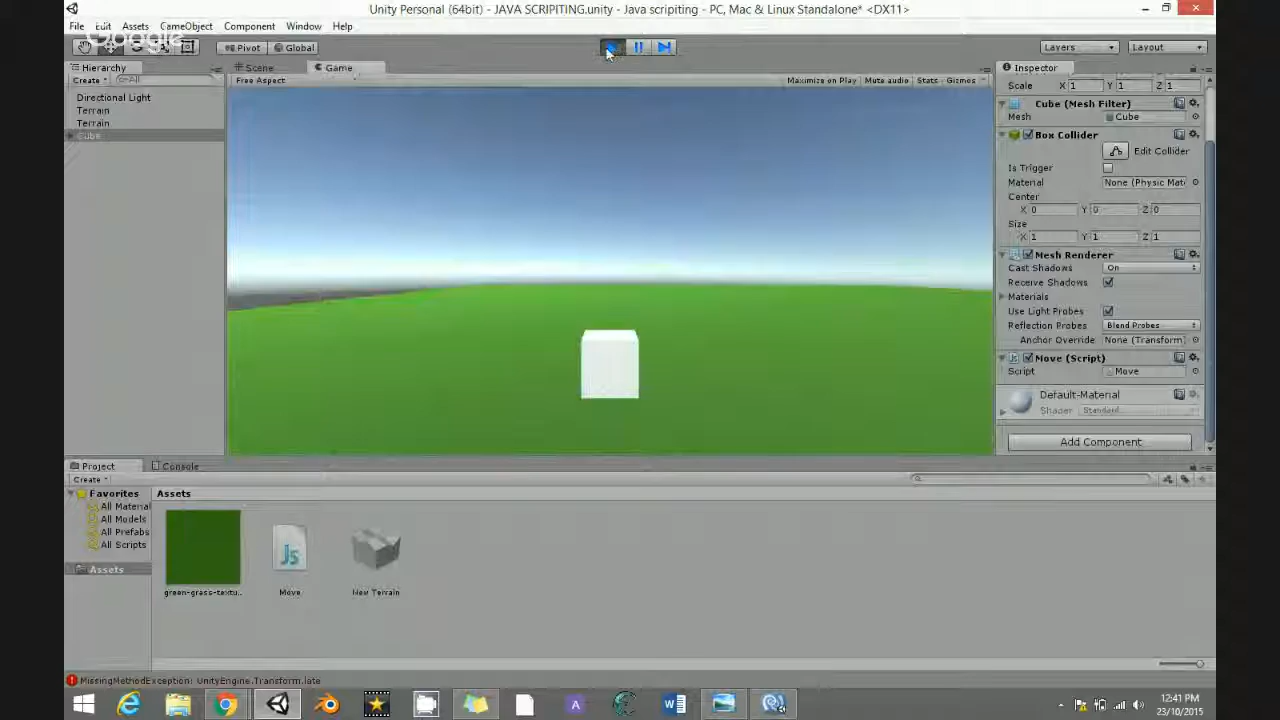 Unity Personal (64bit) - JAVA SCRIPITING.unity - Java scripiting - PC, Mac & Linux Standalone* <DX11>
File Edit Assets GameObject Component Window Help
Google
Pivot Global Layers Layout
Hierarchy Scene Game Inspector
Create All Free Aspect Maximize on Play Mute audio Stats Gizmos
Scale X 1 Y 1 Z 1
Directional Light
Terrain
Terrain
Cube
Cube (Mesh Filter)
Mesh Cube
Box Collider
Edit Collider
Is Trigger
Material None (Physic Mat
Center
X 0 Y 0 Z 0
Size
X 1 Y 1 Z 1
Mesh Renderer
Cast Shadows On
Receive Shadows
Materials
Use Light Probes
Reflection Probes Blend Probes
Anchor Override None (Transform)
Move (Script)
Script Move
Default-Material
Shader Standard
Add Component
Project Console
Create
Favorites
All Material
All Models
All Prefabs
All Scripts
Assets
Assets
green-grass-textu..
Js
Move
New Terrain
MissingMethodException: UnityEngine.Transform.late
12:41 PM
23/10/2015